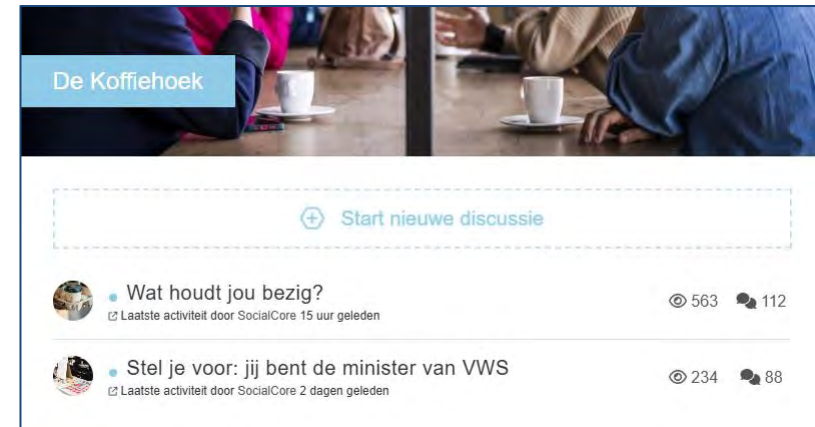 De Koffiehoek
Start nieuwe discussie
Wat houdt jou bezig?
563 112
Laatste activiteit door SocialCore 15 uur geleden
Stel je voor: jij bent de minister van VWS
234 88
Laatste activiteit door SocialCore 2 dagen geleden